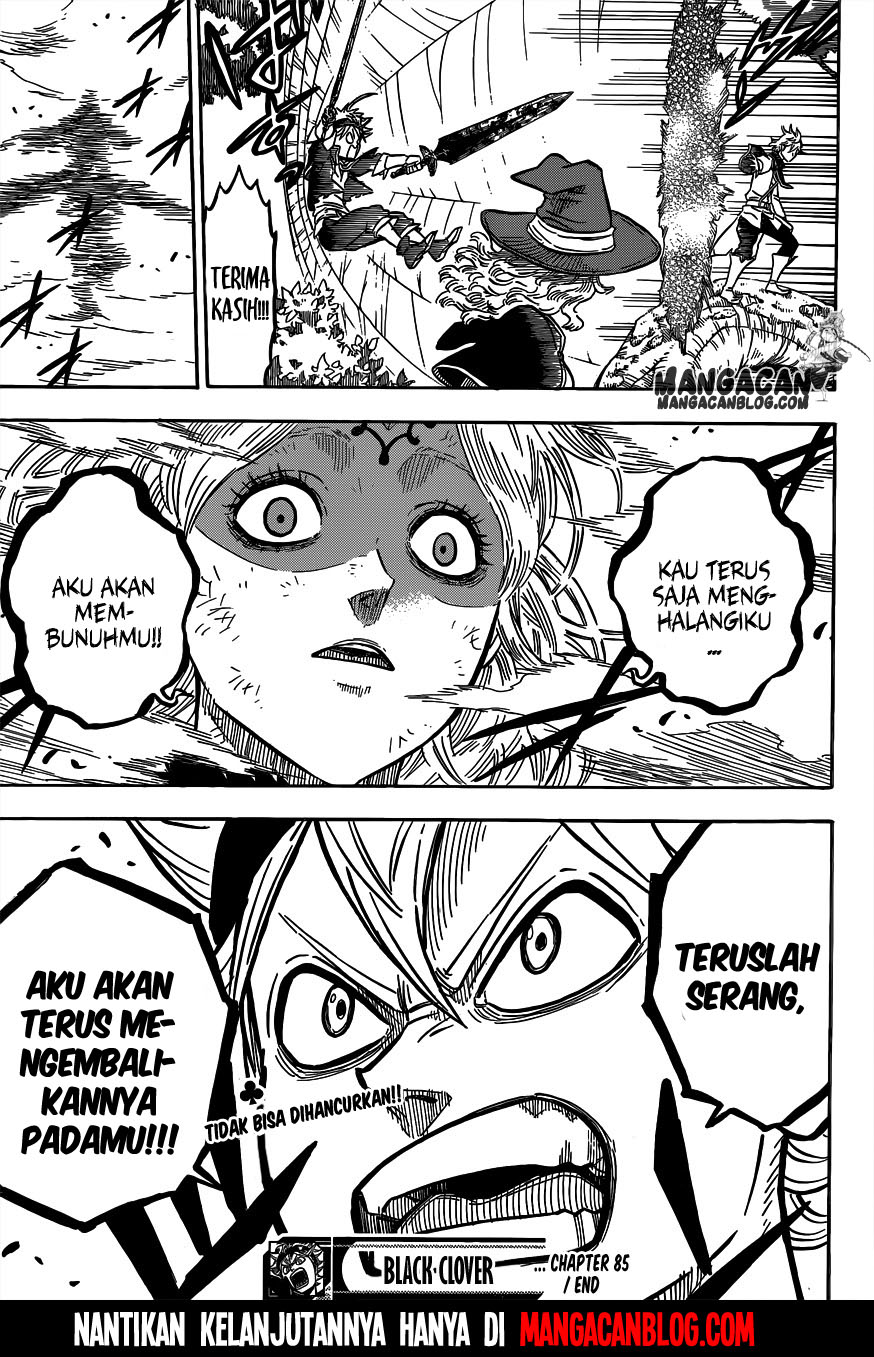 TERIMA
KASIH!!!
MANGACAN
MANGACANBLOG.COM
KAU TERUS
SAJA MENG-
HALANGIKU
...
AKU AKAN
MEM-
BUNUHMU!!
TERUSLAH
SERANG,
AKU AKAN
TERUS ME-
NGEMBALI-
KANNYA
PADAMU!!!
TIDAK BISA DIHANCURKAN!!
BLACK·CLOVER
... CHAPTER 85
/ END
NANTIKAN KELANJUTANNYA HANYA DI MANGACANBLOG.COM